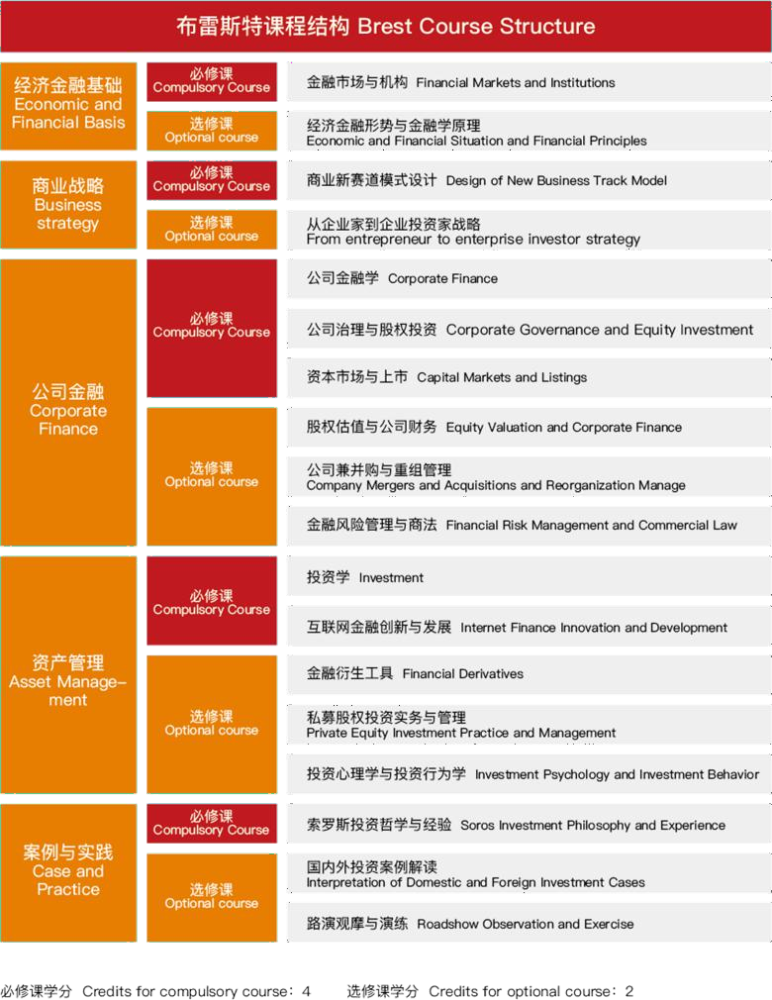 布雷斯特课程结构 Brest Course Structure
经济金融基础
Economic and
Financial Basis
必修课
Compulsory Course
金融市场与机构 Financial Markets and Institutions
选修课
Optional course
经济金融形势与金融学原理
Economic and Financial Situation and Financial Principles
商业战略
Business
strategy
必修课
Compulsory Course
商业新赛道模式设计 Design of New Business Track Model
选修课
Optional course
从企业家到企业投资家战略
From entrepreneur to enterprise investor strategy
公司金融
Corporate
Finance
必修课
Compulsory Course
公司金融学 Corporate Finance
公司治理与股权投资 Corporate Governance and Equity Investment
资本市场与上市 Capital Markets and Listings
选修课
Optional course
股权估值与公司财务 Equity Valuation and Corporate Finance
公司兼并购与重组管理
Company Mergers and Acquisitions and Reorganization Manage
金融风险管理与商法 Financial Risk Management and Commercial Law
资产管理
Asset Manage-
ment
必修课
Compulsory Course
投资学 Investment
互联网金融创新与发展 Internet Finance Innovation and Development
选修课
Optional course
金融衍生工具 Financial Derivatives
私募股权投资实务与管理
Private Equity Investment Practice and Management
投资心理学与投资行为学 Investment Psychology and Investment Behavior
案例与实践
Case and
Practice
必修课
Compulsory Course
索罗斯投资哲学与经验 Soros Investment Philosophy and Experience
选修课
Optional course
国内外投资案例解读
Interpretation of Domestic and Foreign Investment Cases
路演观摩与演练 Roadshow Observation and Exercise
必修课学分 Credits for compulsory course：4 选修课学分 Credits for optional course：2